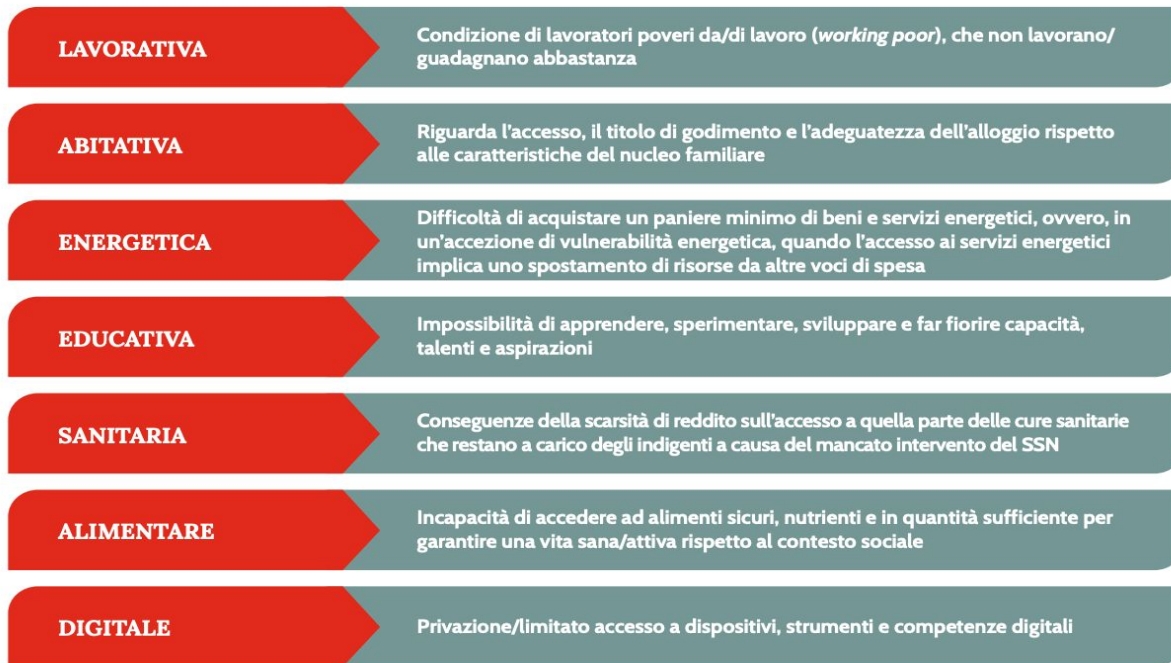 LAVORATIVA
Condizione di lavoratori poveri da/di lavoro (working poor), che non lavorano/
guadagnano abbastanza
ABITATIVA
Riguarda l'accesso, il titolo di godimento e l'adeguatezza dell'alloggio rispetto
alle caratteristiche del nucleo familiare
ENERGETICA
Difficoltà di acquistare un paniere minimo di beni e servizi energetici, ovvero, in
un'accezione di vulnerabilità energetica, quando l'accesso ai servizi energetici
implica uno spostamento di risorse da altre voci di spesa
EDUCATIVA
Impossibilità di apprendere, sperimentare, sviluppare e far fiorire capacità,
talenti e aspirazioni
SANITARIA
Conseguenze della scarsità di reddito sull'accesso a quella parte delle cure sanitarie
che restano a carico degli indigenti a causa del mancato intervento del SSN
ALIMENTARE
Incapacità di accedere ad alimenti sicuri, nutrienti e in quantità sufficiente per
garantire una vita sana/attiva rispetto al contesto sociale
DIGITALE
Privazione/limitato accesso a dispositivi, strumenti e competenze digitali